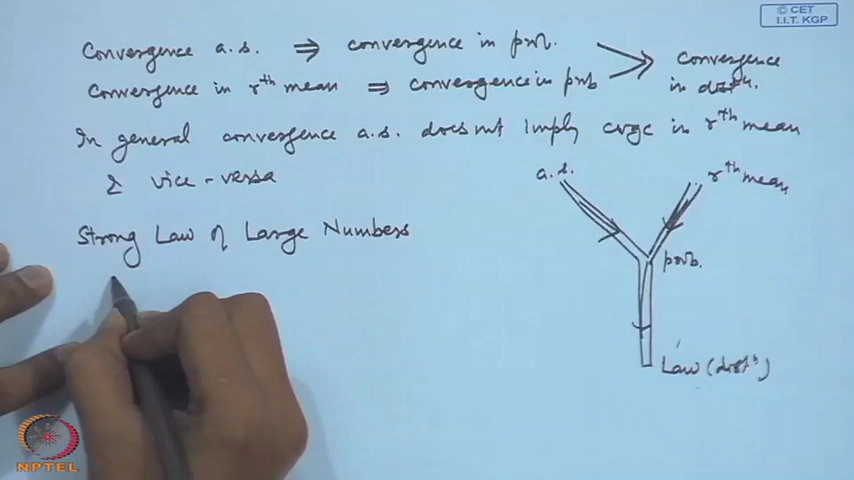 © CET
I.I.T. KGP
Convergence a.s. ⇒ convergence in prob.
Convergence in rth mean ⇒ convergence in prob
> convergence in distn.
In general convergence a.s. does not imply cvgc in rth mean
& vice-versa
a.s.
rth mean
prob.
Law (distn)
Strong Law of Large Numbers
NPTEL